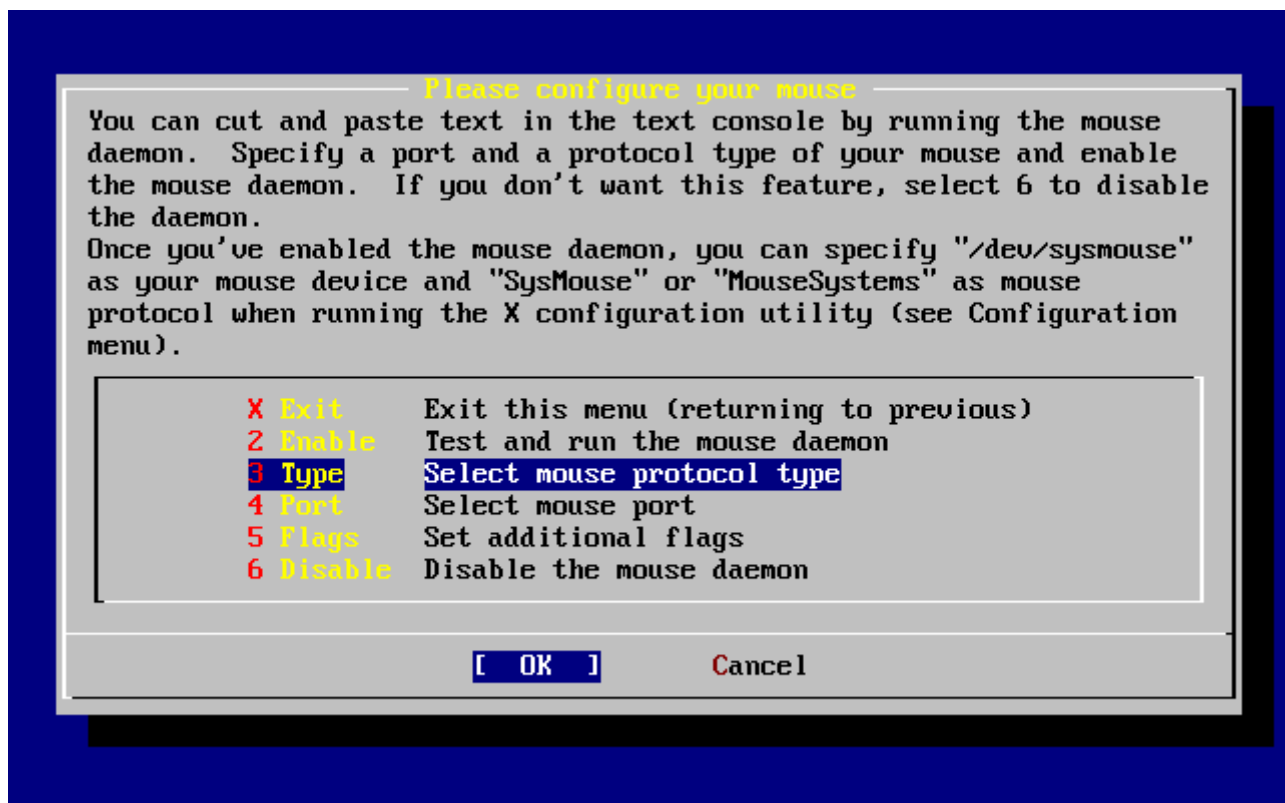 Please configure your mouse
You can cut and paste text in the text console by running the mouse
daemon.  Specify a port and a protocol type of your mouse and enable
the mouse daemon.  If you don't want this feature, select 6 to disable
the daemon.
Once you've enabled the mouse daemon, you can specify "/dev/sysmouse"
as your mouse device and "SysMouse" or "MouseSystems" as mouse
protocol when running the X configuration utility (see Configuration
menu).
X Exit     Exit this menu (returning to previous)
2 Enable   Test and run the mouse daemon
3 Type     Select mouse protocol type
4 Port     Select mouse port
5 Flags    Set additional flags
6 Disable  Disable the mouse daemon
[  OK  ]       Cancel